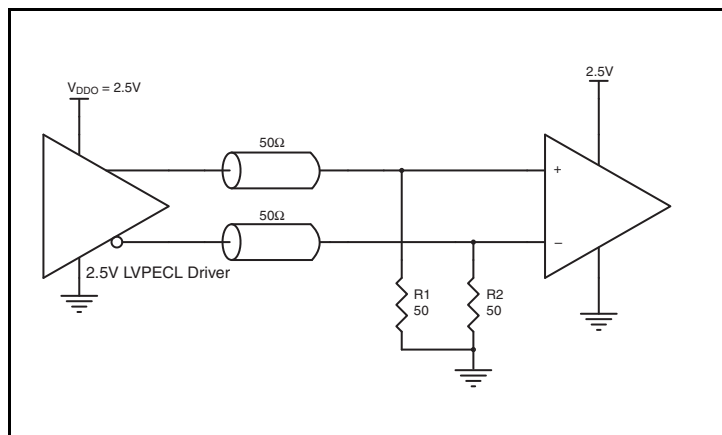 V_DDO = 2.5V
2.5V
50Ω
+
50Ω
−
2.5V LVPECL Driver
R1
50
R2
50